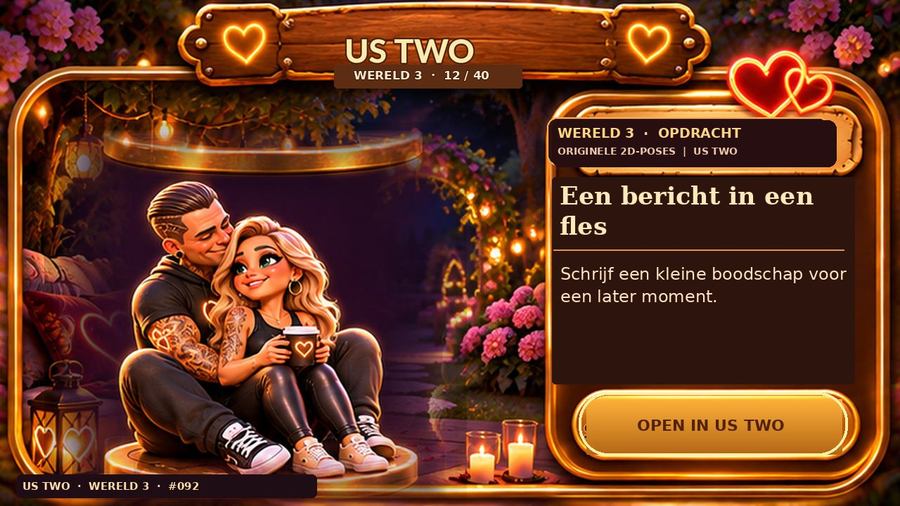 US TWO
WERELD 3 · 12 / 40
WERELD 3 · OPDRACHT
ORIGINELE 2D-POSES | US TWO
Een bericht in een
fles
Schrijf een kleine boodschap voor
een later moment.
OPEN IN US TWO
US TWO · WERELD 3 · #092